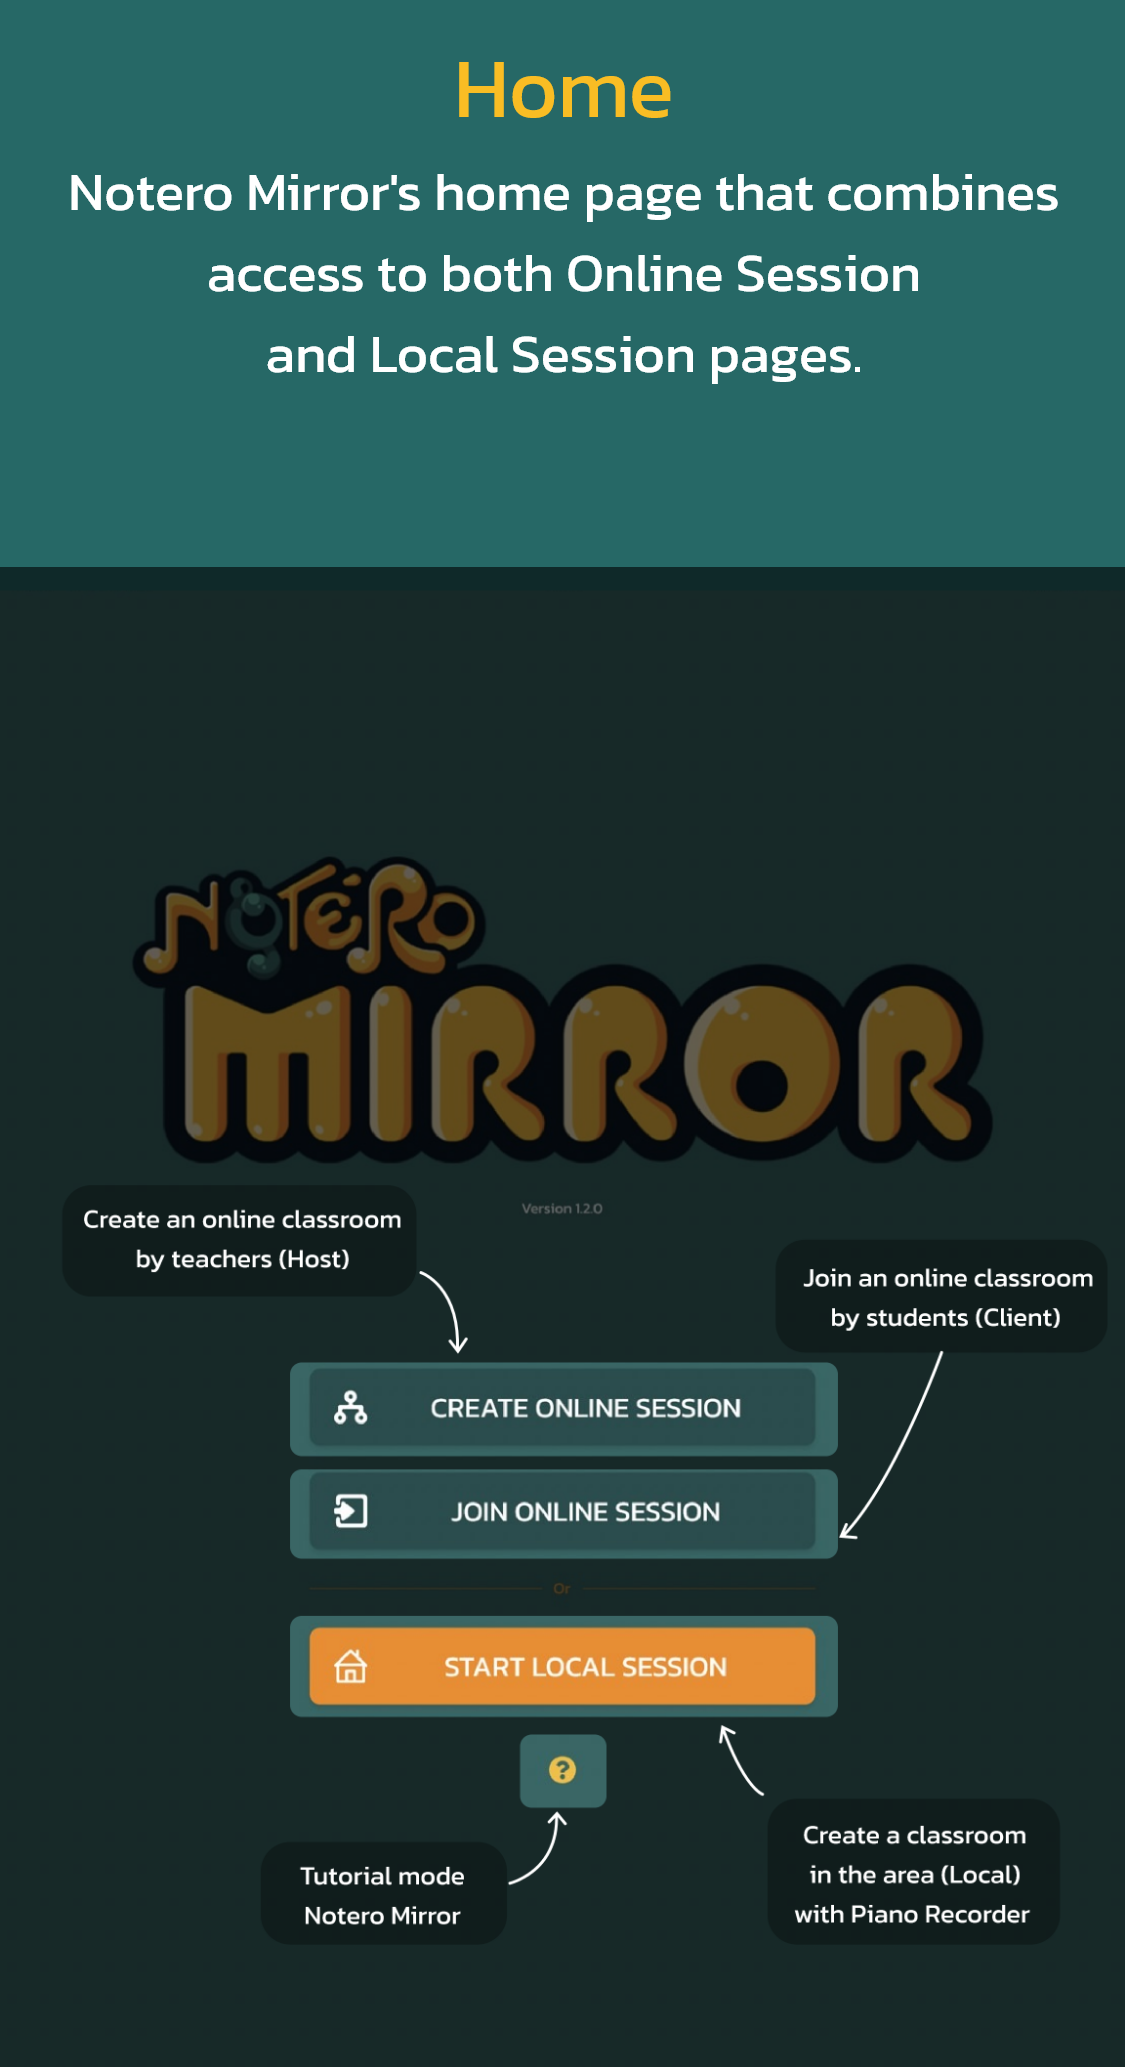 Home
Notero Mirror's home page that combines
access to both Online Session
and Local Session pages.
NOTERO
MIRROR
Version 1.2.0
Create an online classroom
by teachers (Host)
Join an online classroom
by students (Client)
CREATE ONLINE SESSION
JOIN ONLINE SESSION
Or
START LOCAL SESSION
?
Tutorial mode
Notero Mirror
Create a classroom
in the area (Local)
with Piano Recorder